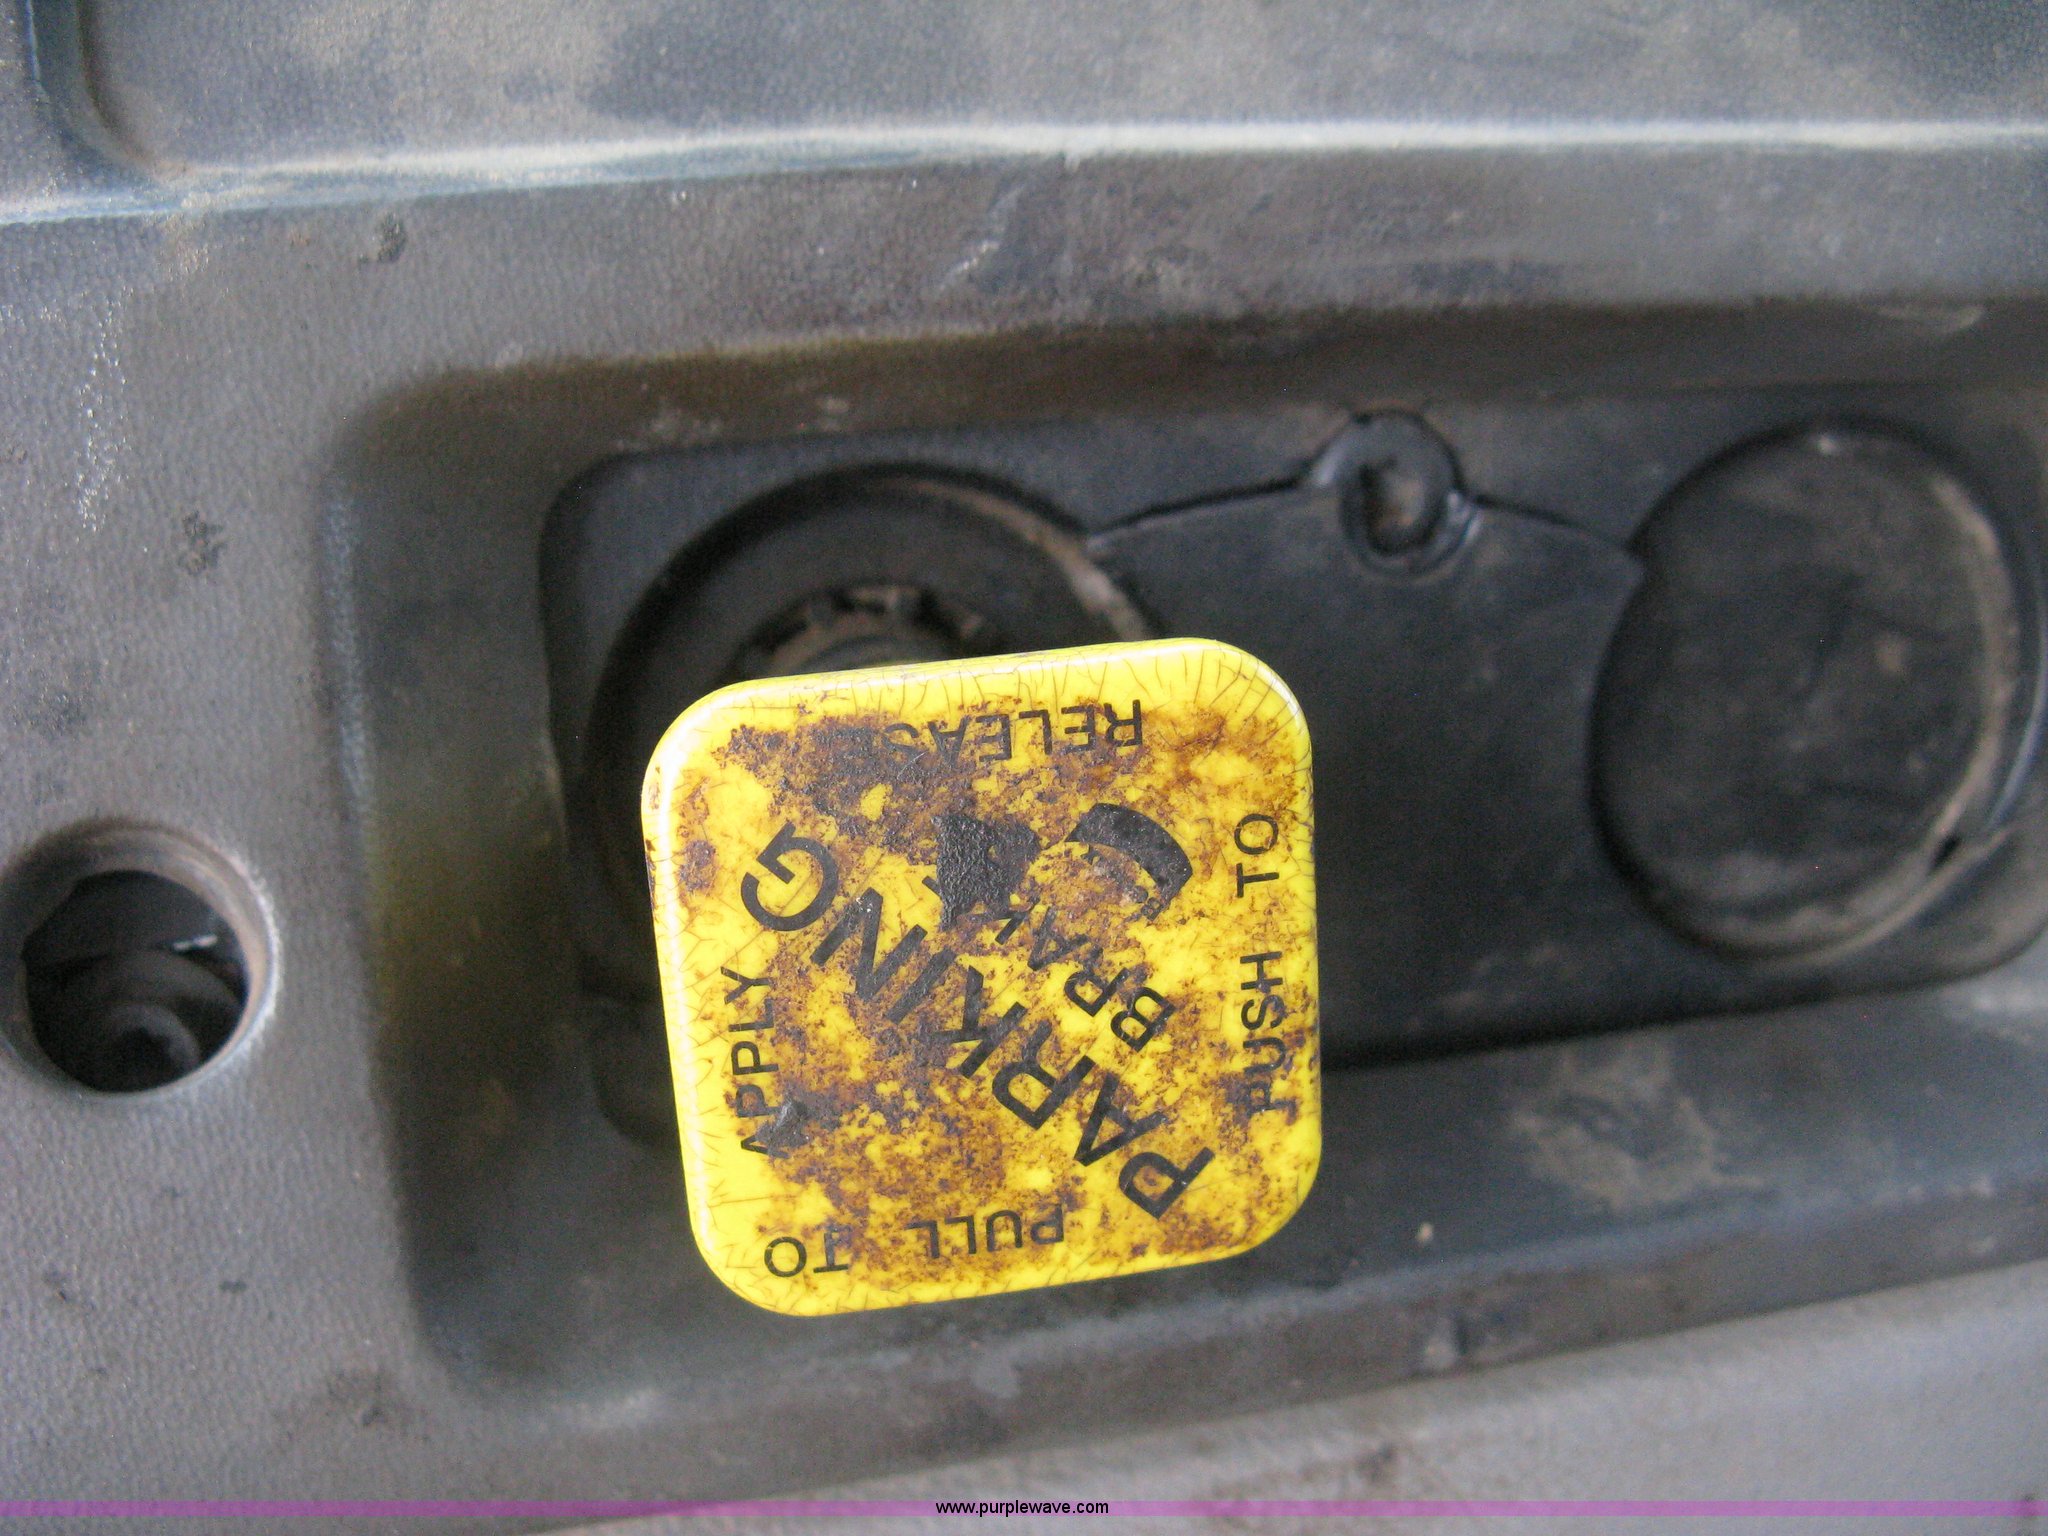 PUSH TO
RELEASE
PARKING
BRAKE
PULL TO
APPLY
www.purplewave.com